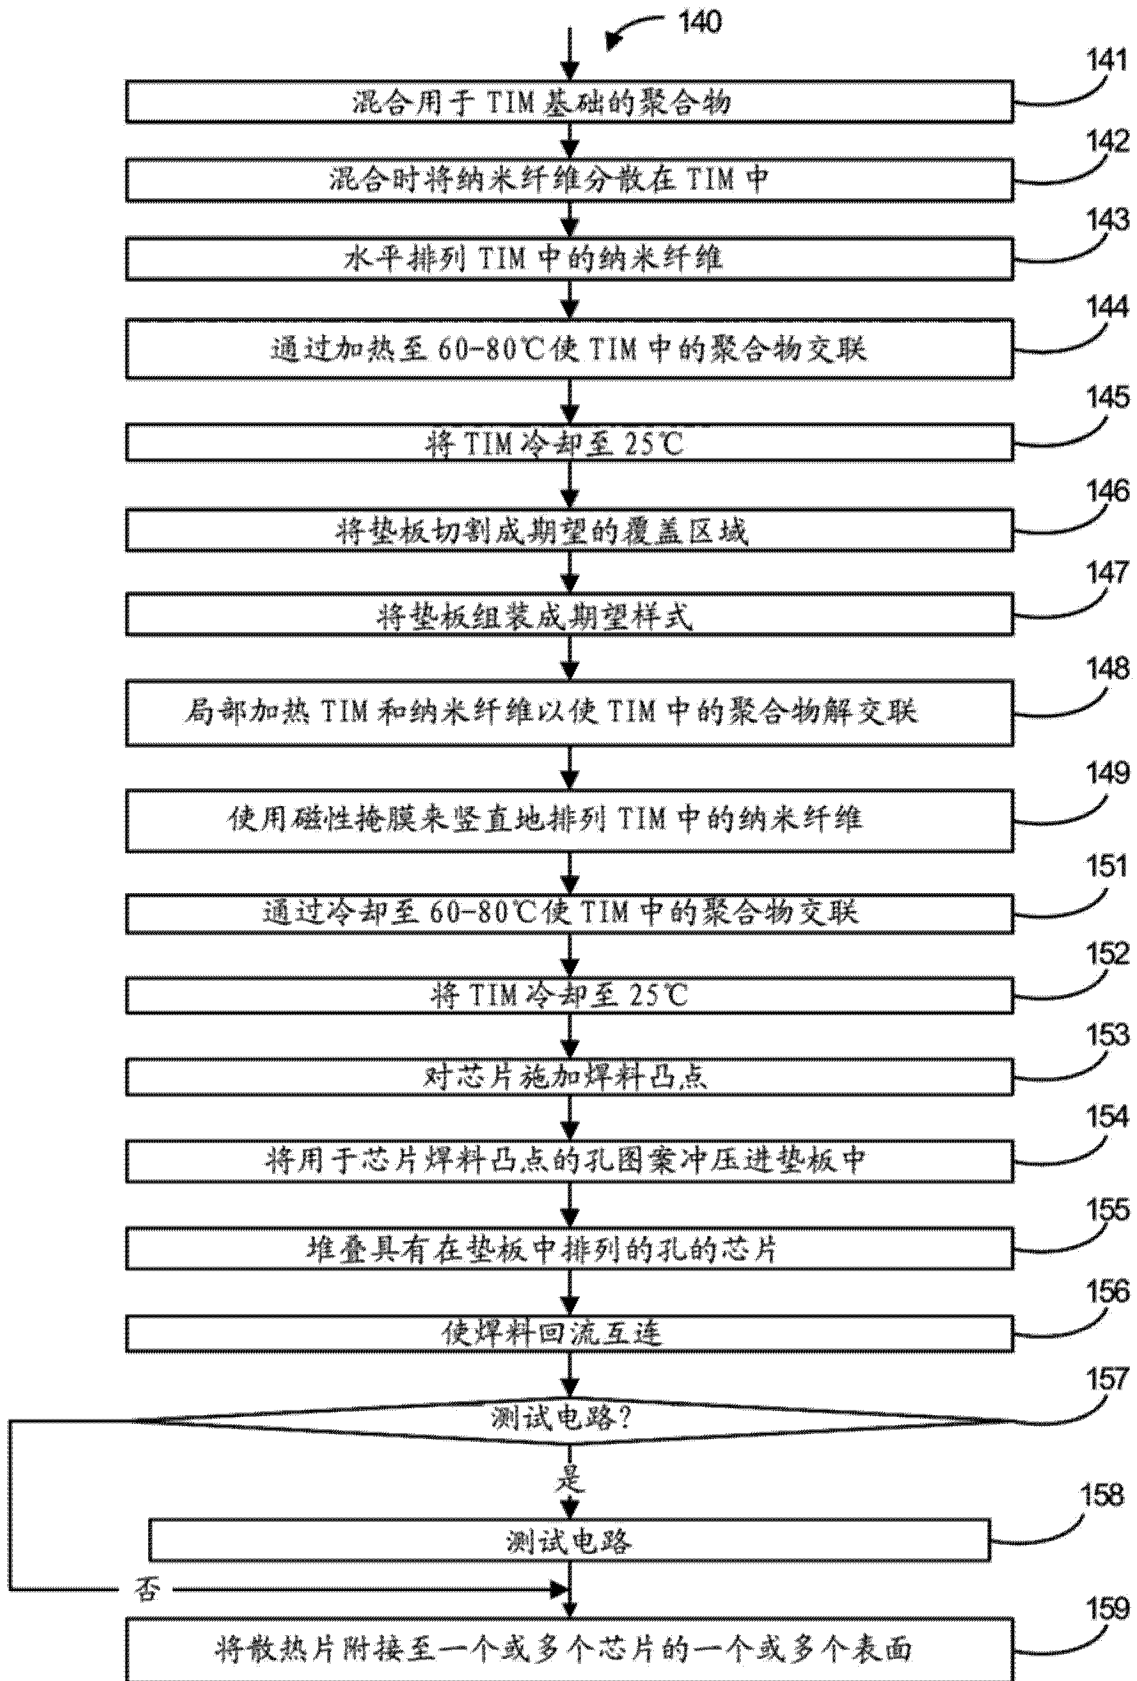 140
141
混合用于 TIM 基础的聚合物
142
混合时将纳米纤维分散在 TIM 中
143
水平排列 TIM 中的纳米纤维
144
通过加热至 60-80℃使 TIM 中的聚合物交联
145
将 TIM 冷却至 25℃
146
将垫板切割成期望的覆盖区域
147
将垫板组装成期望样式
148
局部加热 TIM 和纳米纤维以使 TIM 中的聚合物解交联
149
使用磁性掩膜来竖直地排列 TIM 中的纳米纤维
151
通过冷却至 60-80℃使 TIM 中的聚合物交联
152
将 TIM 冷却至 25℃
153
对芯片施加焊料凸点
154
将用于芯片焊料凸点的孔图案冲压进垫板中
155
堆叠具有在垫板中排列的孔的芯片
156
使焊料回流互连
157
测试电路?
是
158
测试电路
否
159
将散热片附接至一个或多个芯片的一个或多个表面